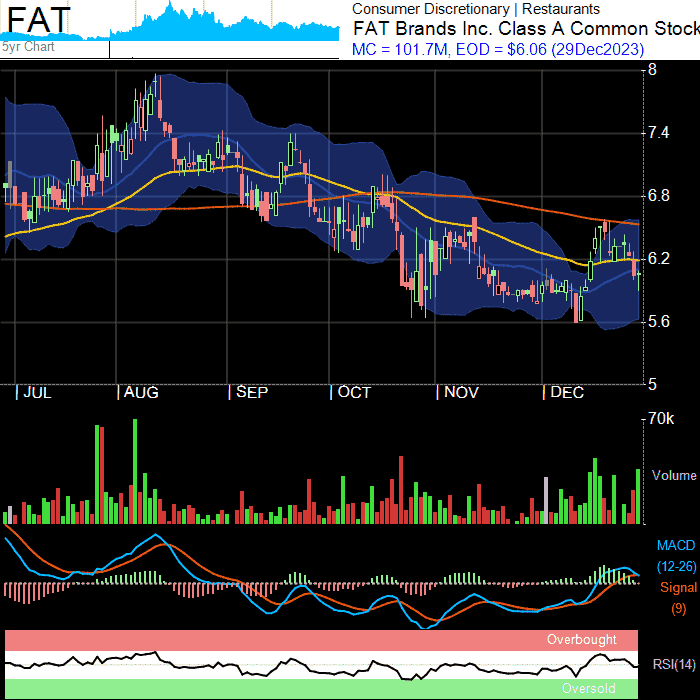 FAT
5yr Chart
Consumer Discretionary | Restaurants
FAT Brands Inc. Class A Common Stock
MC = 101.7M, EOD = $6.06 (29Dec2023)
8
7.4
6.8
6.2
5.6
5
| JUL | AUG | SEP | OCT | NOV | DEC
70k
Volume
MACD
(12-26)
Signal
(9)
Overbought
RSI(14)
Oversold